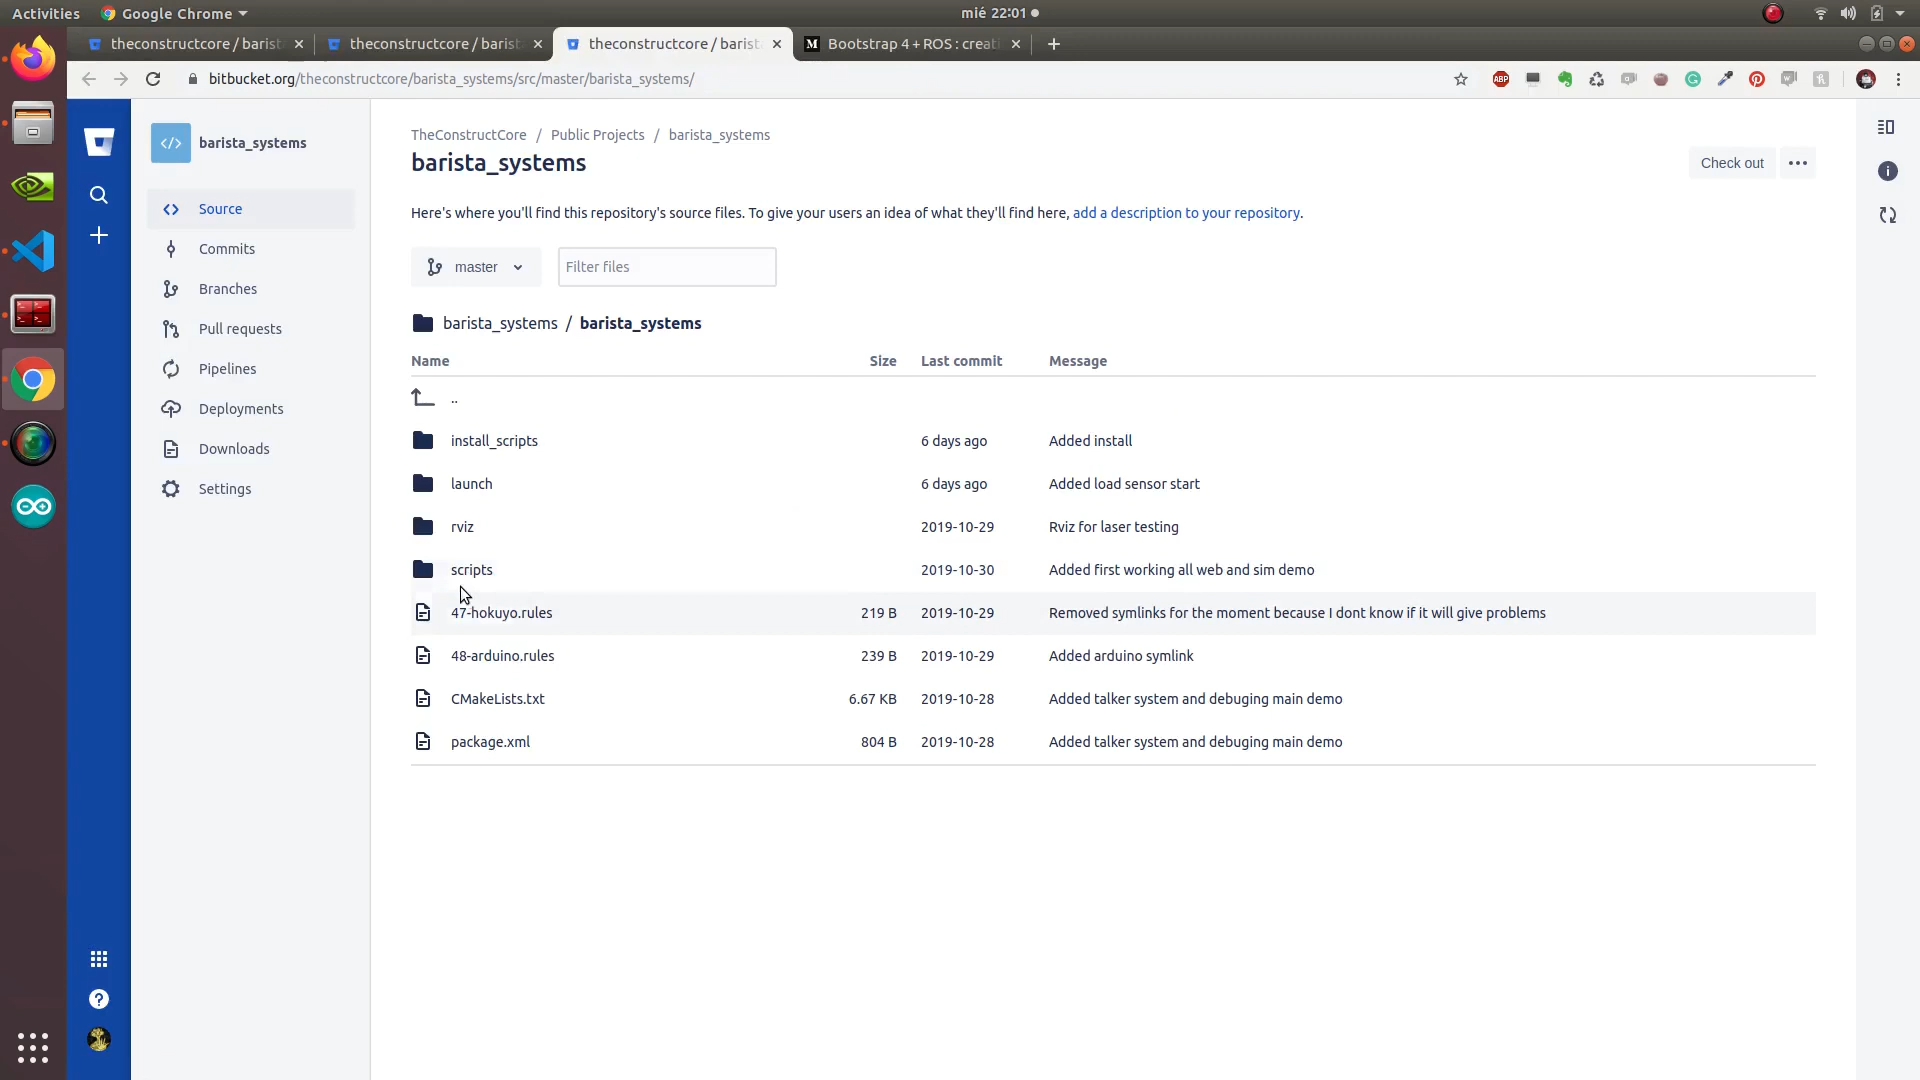 Activities
Google Chrome
mié 22:01
theconstructcore / barist
theconstructcore / barist
theconstructcore / barist
M Bootstrap 4 + ROS : creati
bitbucket.org/theconstructcore/barista_systems/src/master/barista_systems/
ABP
barista_systems
Source
Commits
Branches
Pull requests
Pipelines
Deployments
Downloads
Settings
TheConstructCore / Public Projects / barista_systems
barista_systems
Check out
Here's where you'll find this repository's source files. To give your users an idea of what they'll find here, add a description to your repository.
master
Filter files
barista_systems / barista_systems
Name Size Last commit Message
..
install_scripts 6 days ago Added install
launch 6 days ago Added load sensor start
rviz 2019-10-29 Rviz for laser testing
scripts 2019-10-30 Added first working all web and sim demo
47-hokuyo.rules 219 B 2019-10-29 Removed symlinks for the moment because I dont know if it will give problems
48-arduino.rules 239 B 2019-10-29 Added arduino symlink
CMakeLists.txt 6.67 KB 2019-10-28 Added talker system and debuging main demo
package.xml 804 B 2019-10-28 Added talker system and debuging main demo